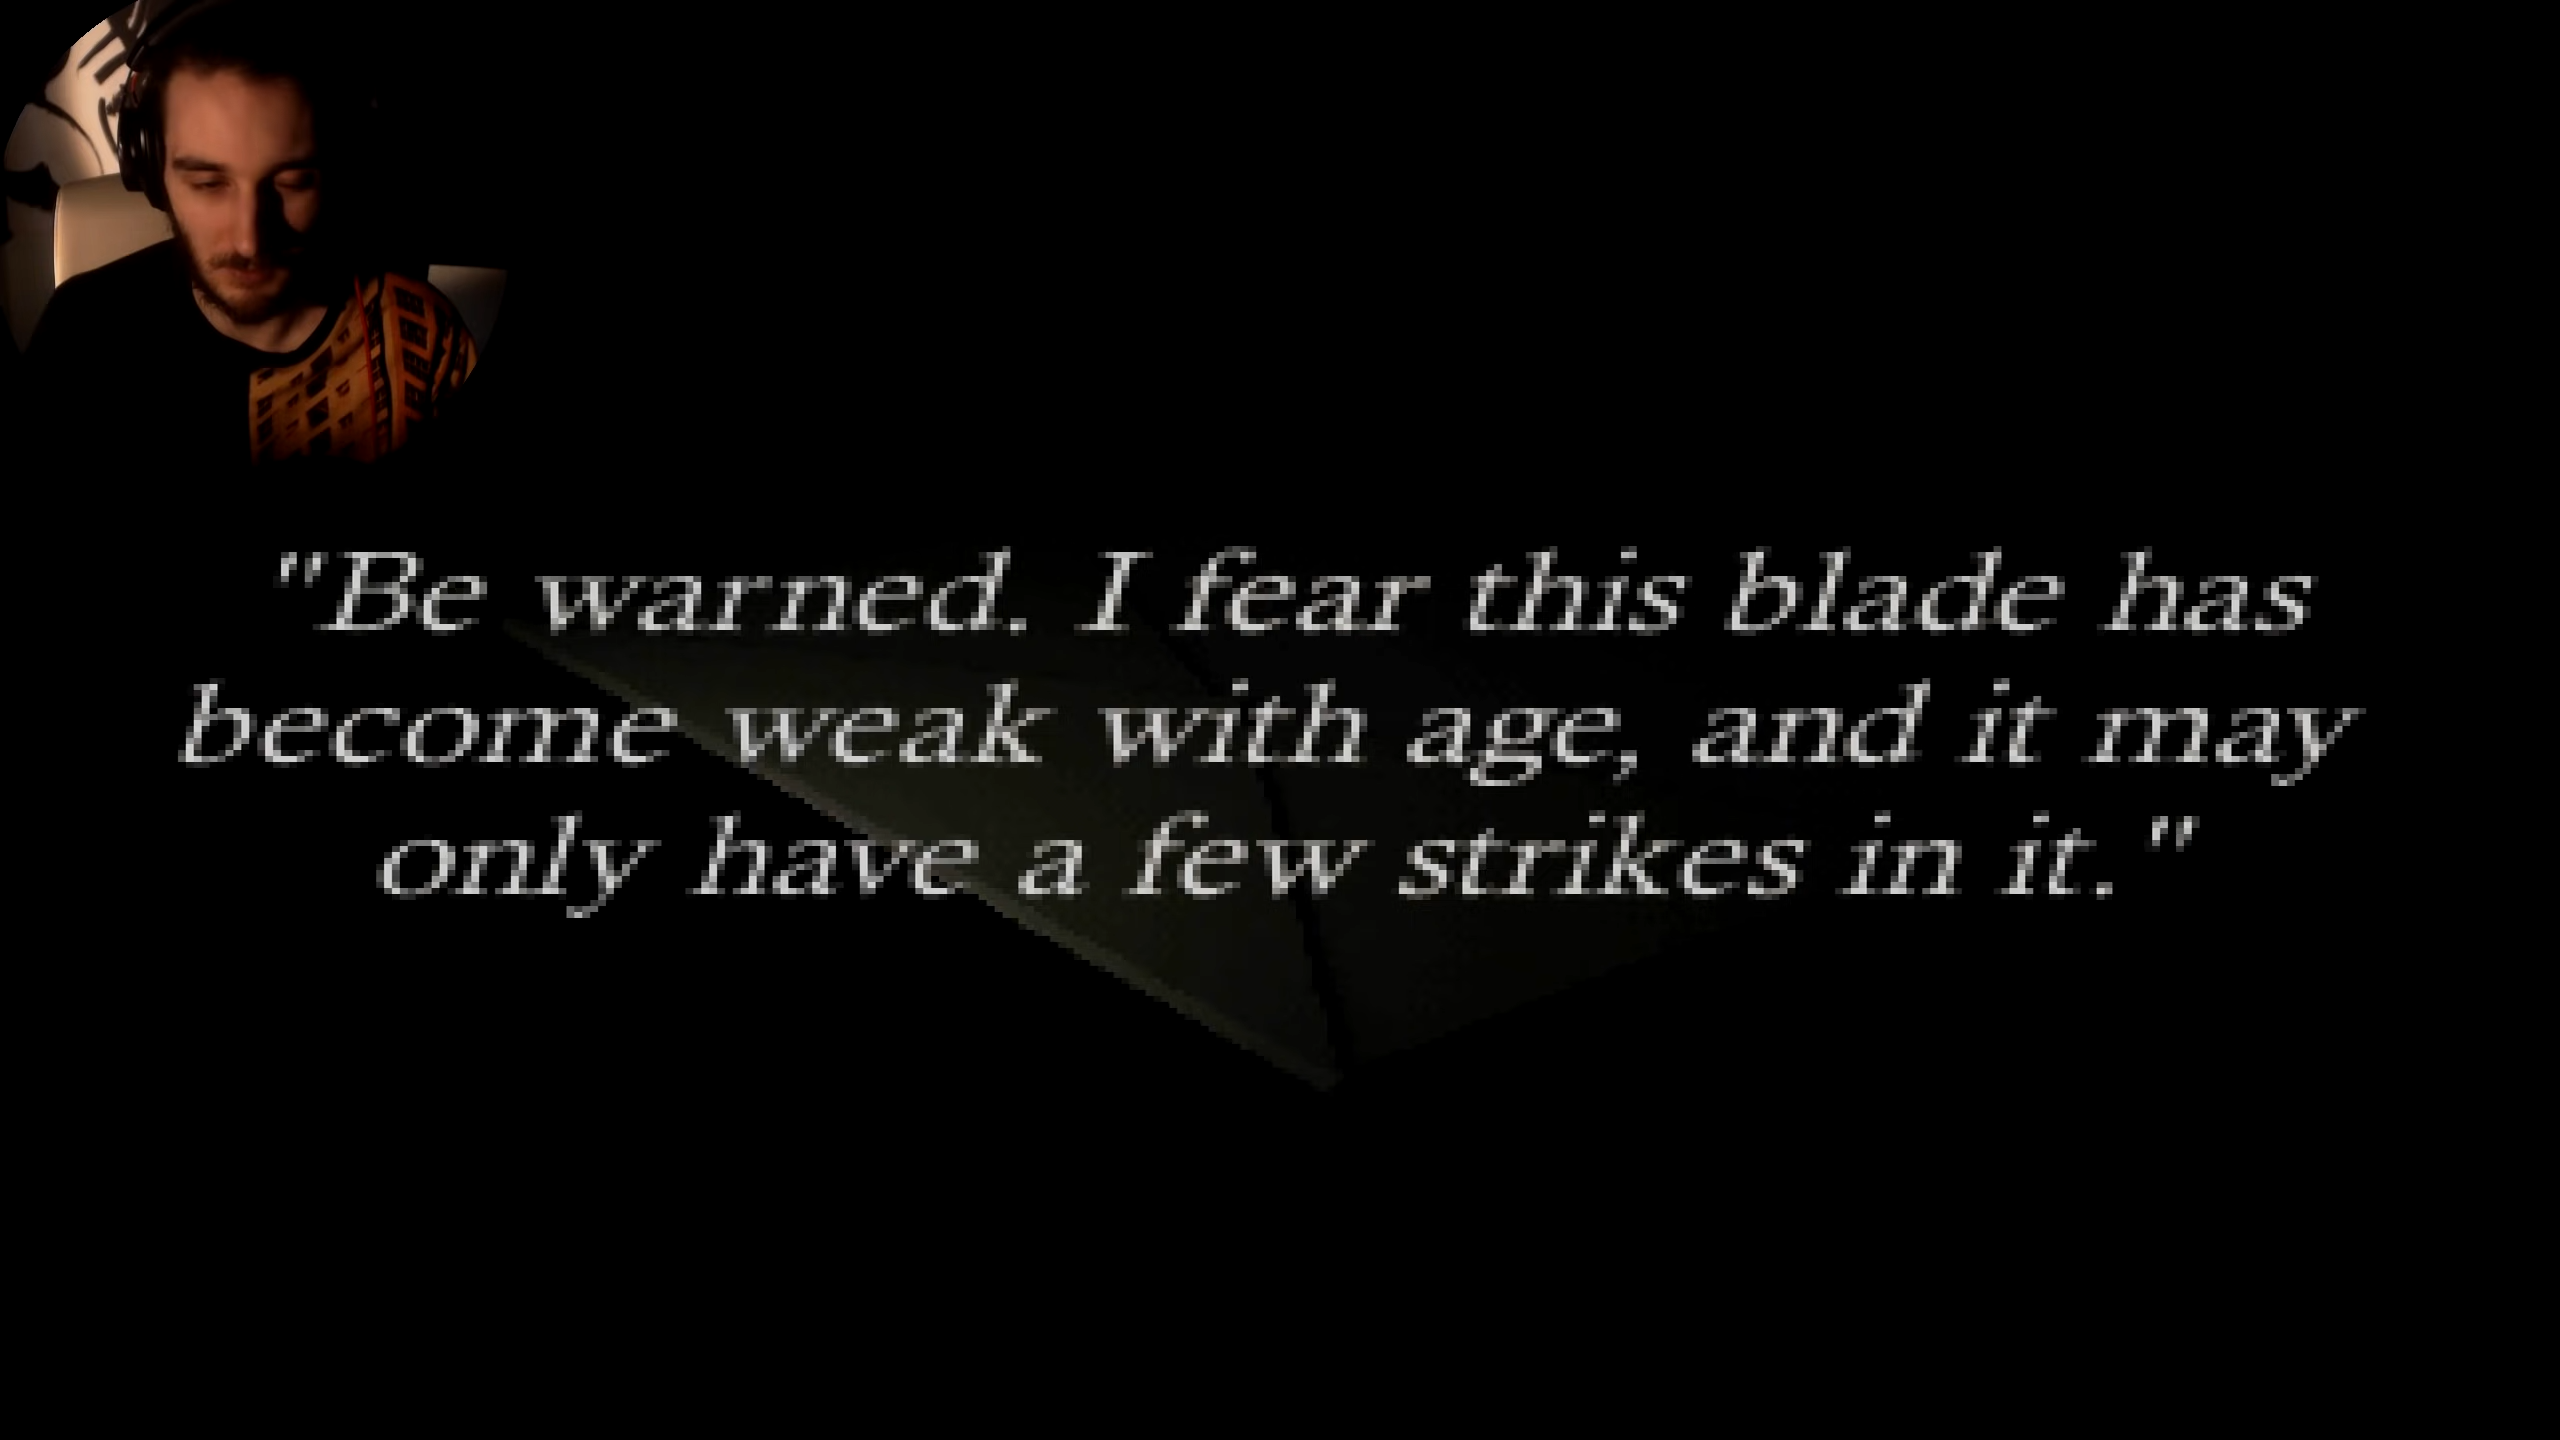 "Be warned. I fear this blade has
become weak with age, and it may
only have a few strikes in it."